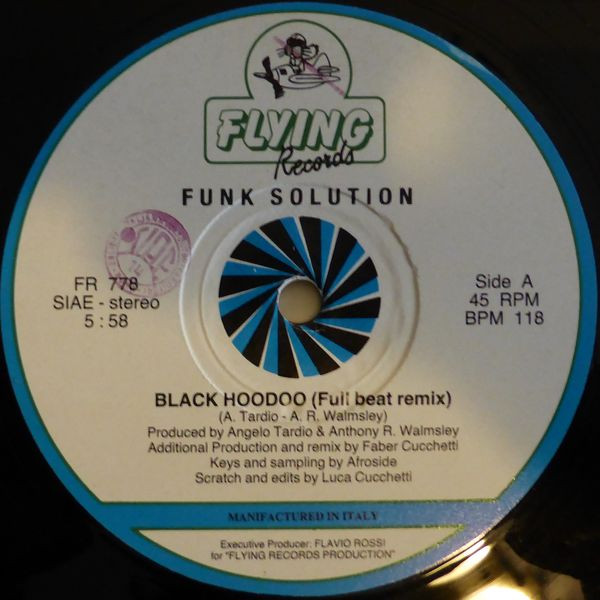 FLYING
Records
FUNK SOLUTION
FR 778
SIAE - stereo
5 : 58
Side A
45 RPM
BPM 118
BLACK HOODOO (Full beat remix)
(A. Tardio - A. R. Walmsley)
Produced by Angelo Tardio & Anthony R. Walmsley
Additional Production and remix by Faber Cucchetti
Keys and sampling by Afroside
Scratch and edits by Luca Cucchetti
MANIFACTURED IN ITALY
Executive Producer: FLAVIO ROSSI
for "FLYING RECORDS PRODUCTION"